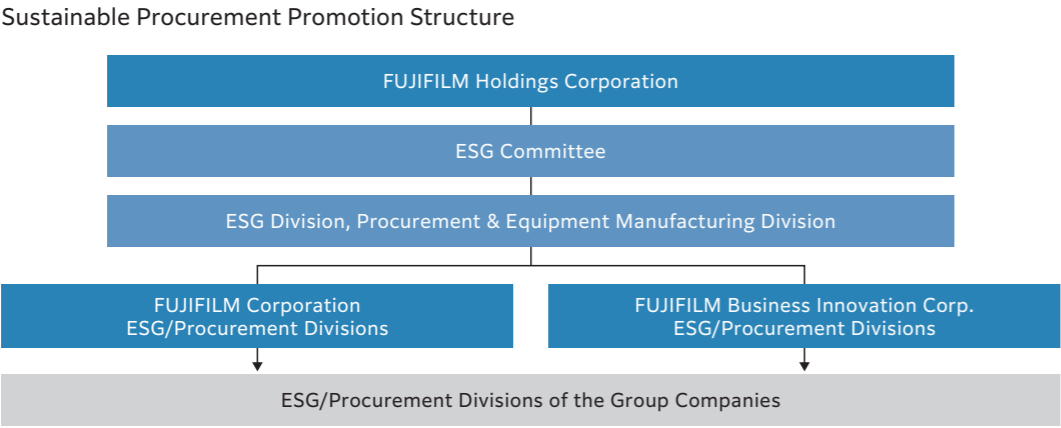 Sustainable Procurement Promotion Structure
FUJIFILM Holdings Corporation
ESG Committee
ESG Division, Procurement & Equipment Manufacturing Division
FUJIFILM Corporation
ESG/Procurement Divisions
FUJIFILM Business Innovation Corp.
ESG/Procurement Divisions
ESG/Procurement Divisions of the Group Companies